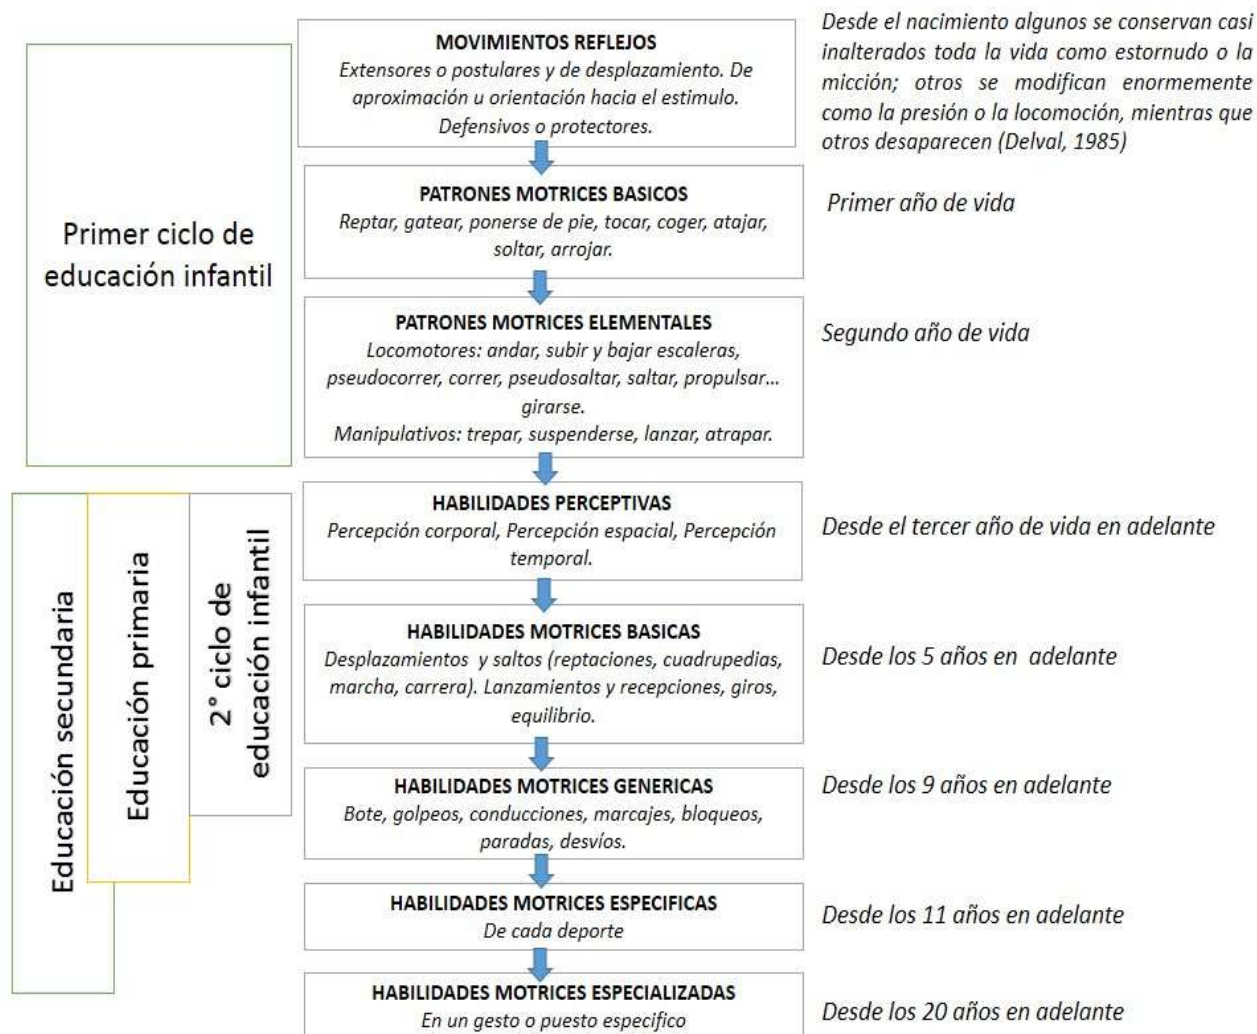 MOVIMIENTOS REFLEJOS
Extensores o postulares y de desplazamiento. De
aproximación u orientación hacia el estimulo.
Defensivos o protectores.
Desde el nacimiento algunos se conservan casi
inalterados toda la vida como estornudo o la
micción; otros se modifican enormemente
como la presión o la locomoción, mientras que
otros desaparecen (Delval, 1985)
Primer ciclo de
educación infantil
PATRONES MOTRICES BASICOS
Reptar, gatear, ponerse de pie, tocar, coger, atajar,
soltar, arrojar.
Primer año de vida
PATRONES MOTRICES ELEMENTALES
Locomotores: andar, subir y bajar escaleras,
pseudocorrer, correr, pseudosaltar, saltar, propulsar...
girarse.
Manipulativos: trepar, suspenderse, lanzar, atrapar.
Segundo año de vida
Educación secundaria
Educación primaria
2° ciclo de
educación infantil
HABILIDADES PERCEPTIVAS
Percepción corporal, Percepción espacial, Percepción
temporal.
Desde el tercer año de vida en adelante
HABILIDADES MOTRICES BASICAS
Desplazamientos y saltos (reptaciones, cuadrupedias,
marcha, carrera). Lanzamientos y recepciones, giros,
equilibrio.
Desde los 5 años en adelante
HABILIDADES MOTRICES GENERICAS
Bote, golpeos, conducciones, marcajes, bloqueos,
paradas, desvíos.
Desde los 9 años en adelante
HABILIDADES MOTRICES ESPECIFICAS
De cada deporte
Desde los 11 años en adelante
HABILIDADES MOTRICES ESPECIALIZADAS
En un gesto o puesto especifico
Desde los 20 años en adelante